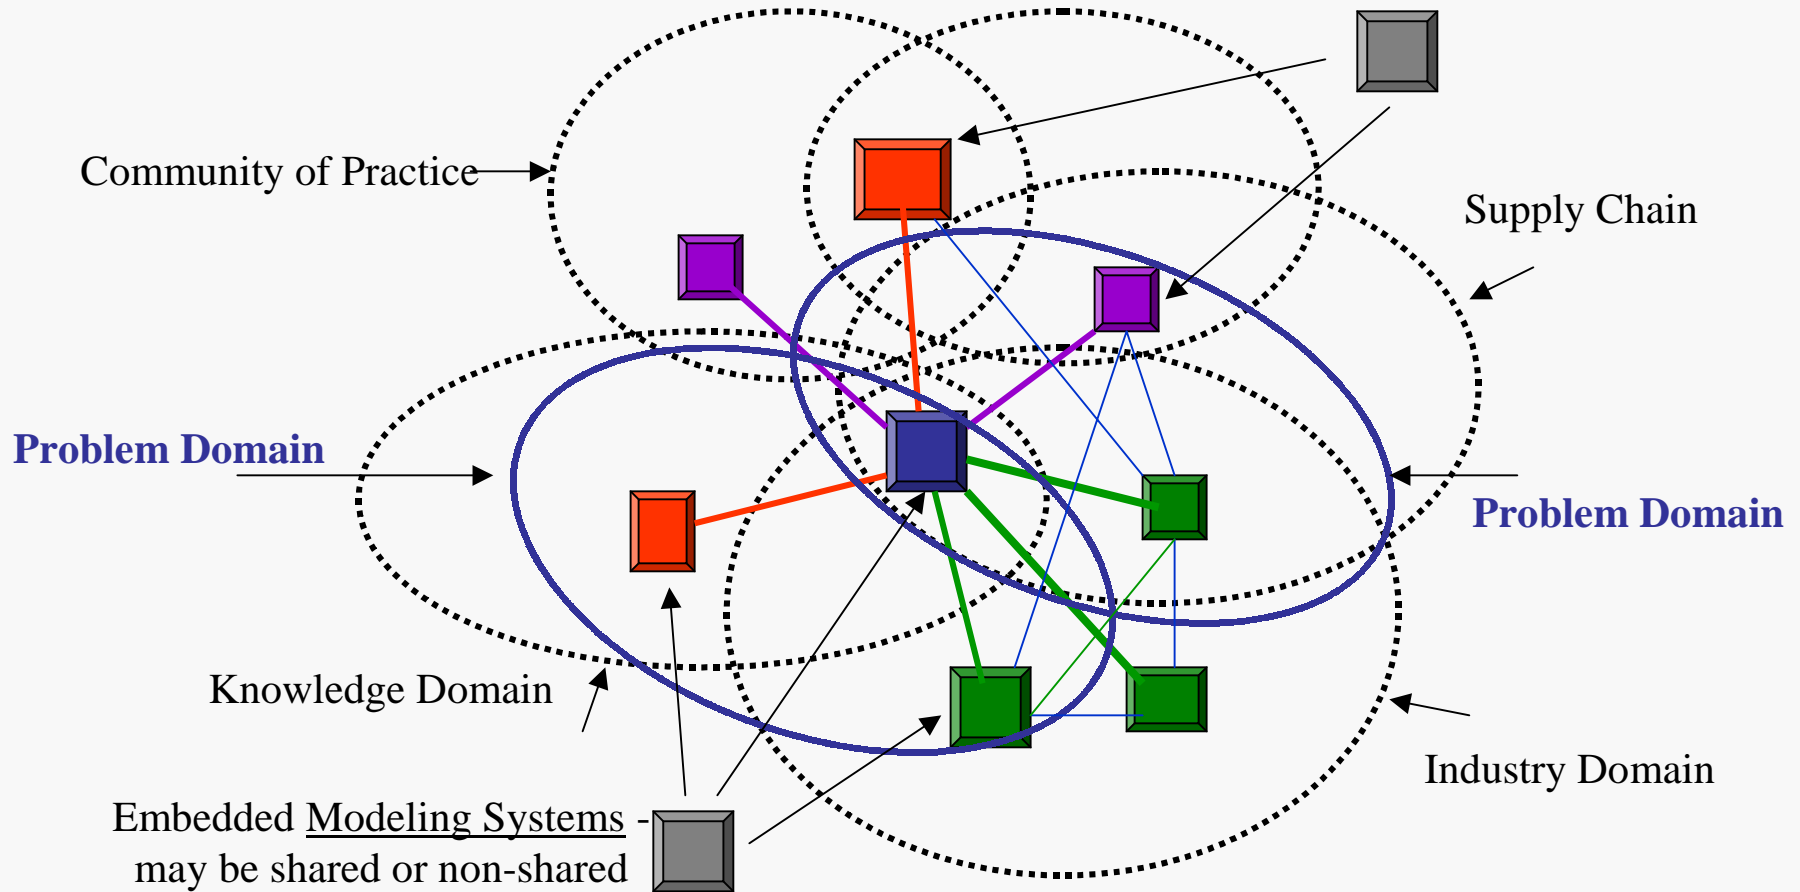 Community of Practice
Supply Chain
Problem Domain
Problem Domain
Knowledge Domain
Industry Domain
Embedded Modeling Systems -
may be shared or non-shared